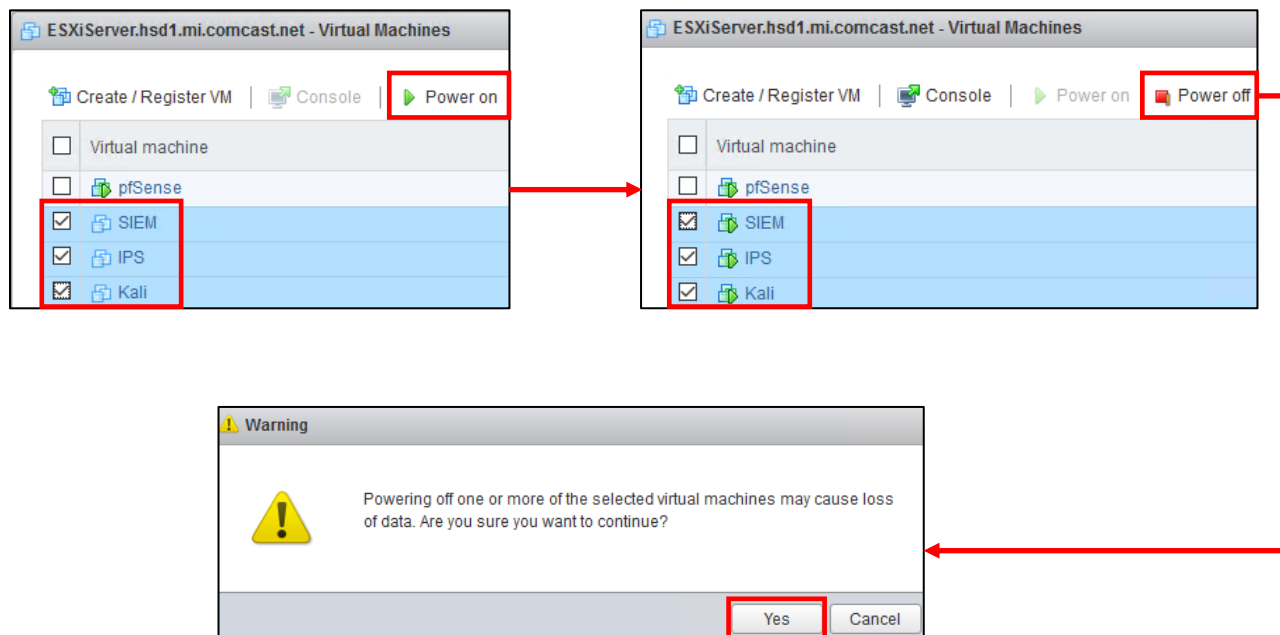 ESXiServer.hsd1.mi.comcast.net - Virtual Machines
Create / Register VM | Console | Power on
Virtual machine
pfSense
SIEM
IPS
Kali
ESXiServer.hsd1.mi.comcast.net - Virtual Machines
Create / Register VM | Console | Power on Power off
Virtual machine
pfSense
SIEM
IPS
Kali
Warning
Powering off one or more of the selected virtual machines may cause loss
of data. Are you sure you want to continue?
Yes Cancel